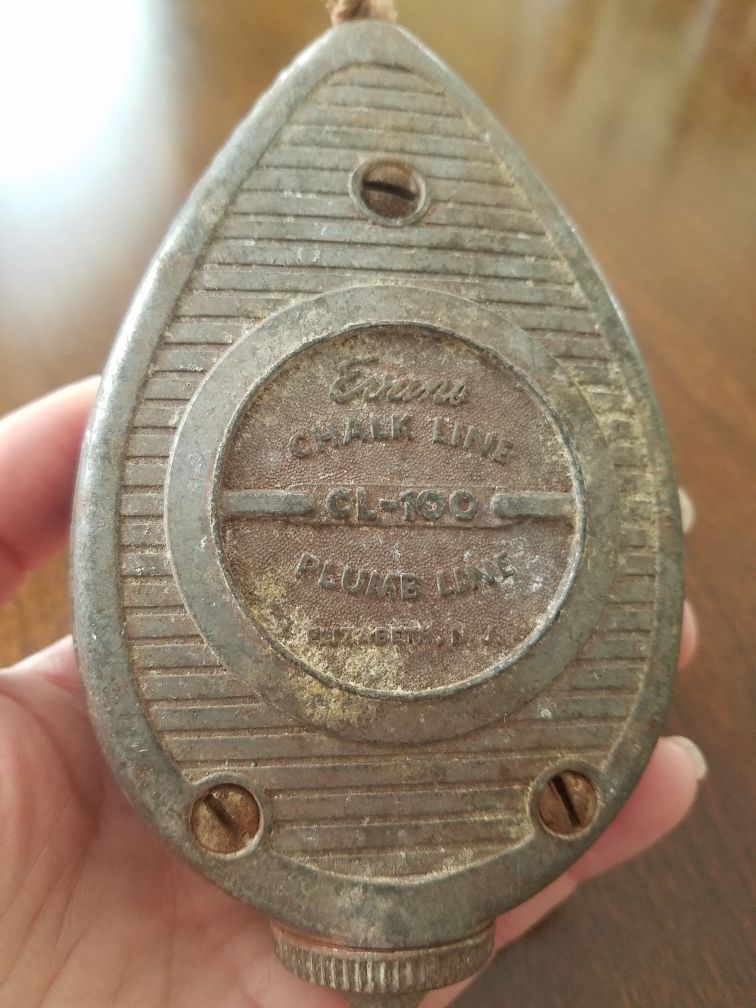 Evans
CHALK LINE
CL-100
PLUMB LINE
ELIZABETH, N.J.